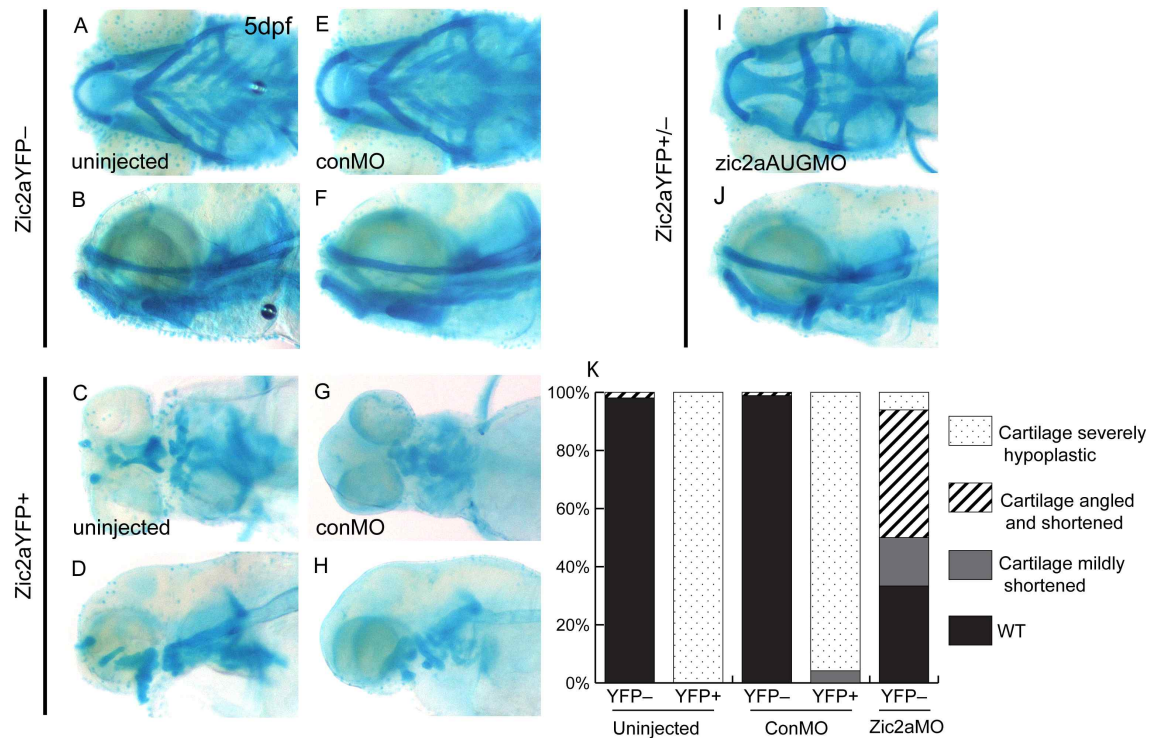 A
5dpf
E
I
uninjected
conMO
zic2aAUGMO
Zic2aYFP–
Zic2aYFP+/–
B
F
J
C
G
uninjected
conMO
Zic2aYFP+
D
H
K
100%
80%
60%
40%
20%
0%
YFP– YFP+ YFP– YFP+ YFP–
Uninjected ConMO Zic2aMO
Cartilage severely
hypoplastic
Cartilage angled
and shortened
Cartilage mildly
shortened
WT